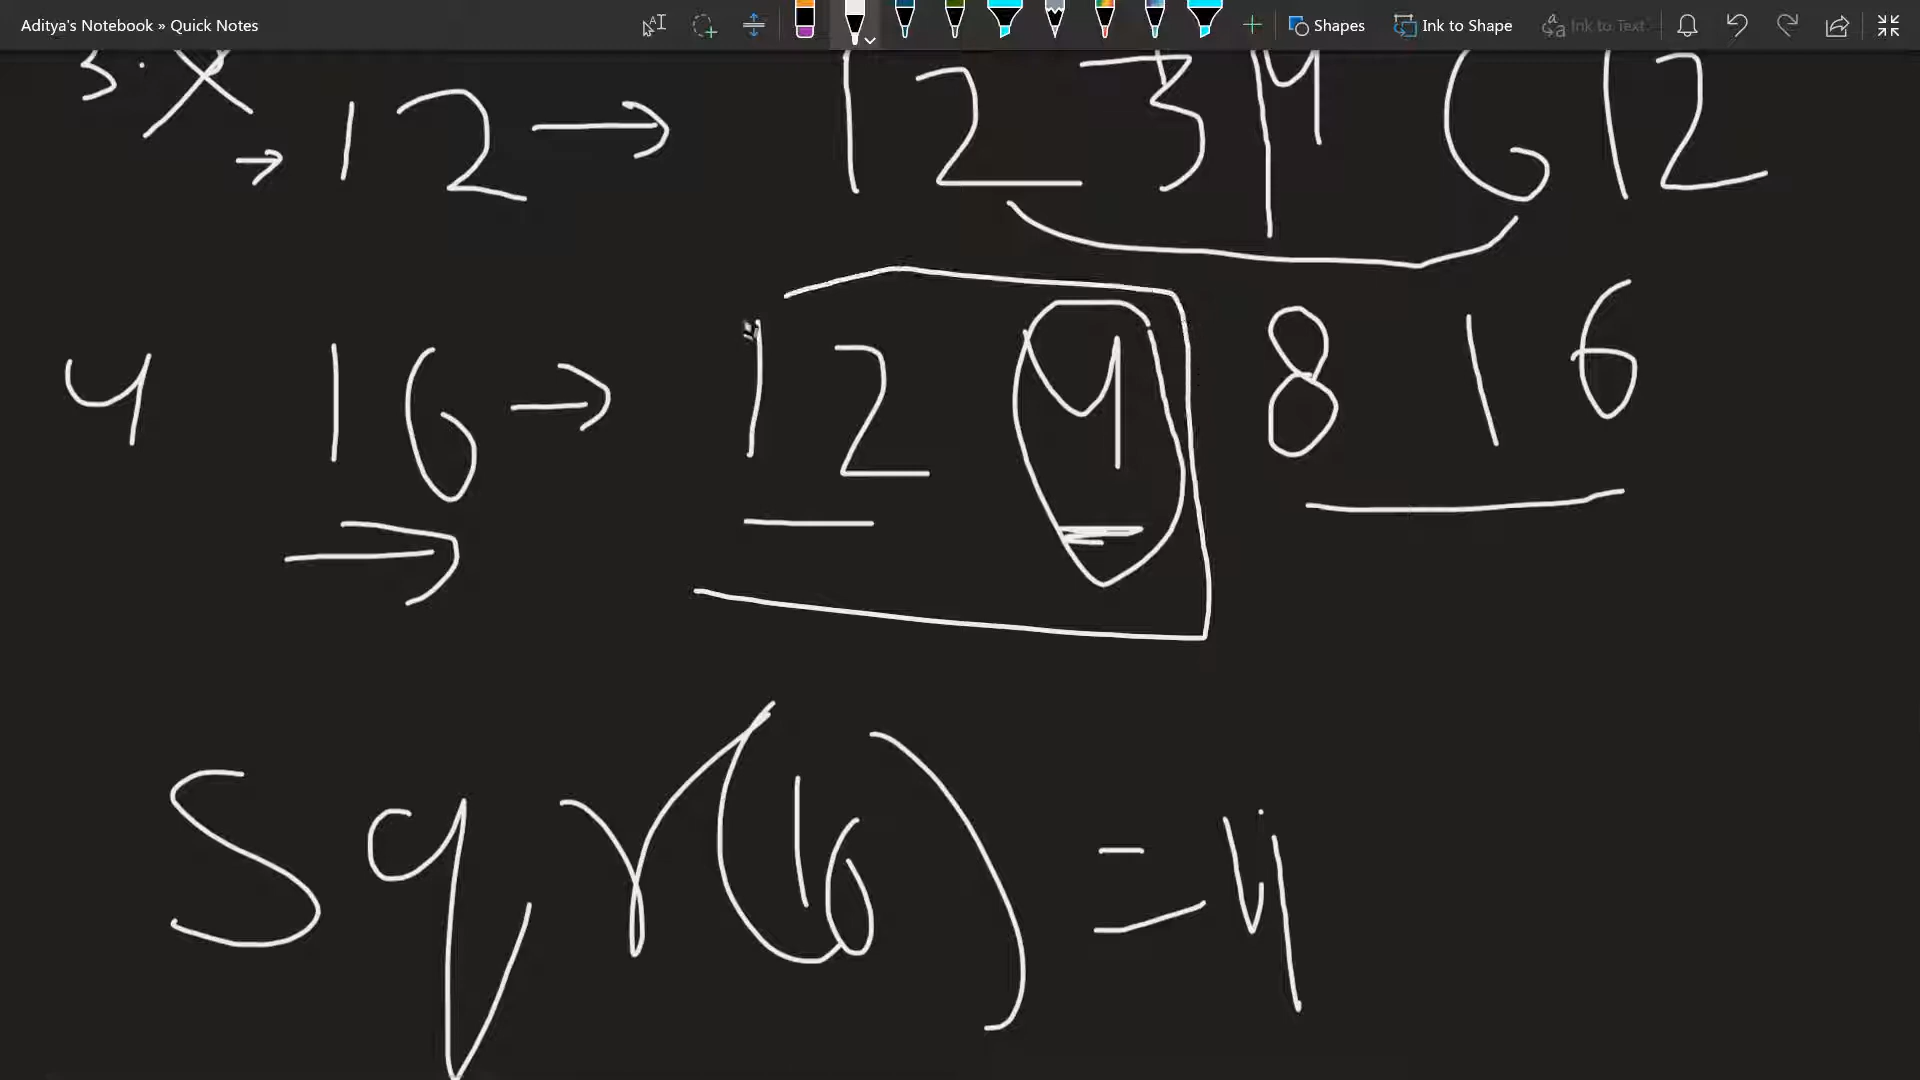 Aditya's Notebook » Quick Notes Shapes Ink to Shape Ink to Text
3. X
→ 12 → 1 2 3 4 6 12
4 16 → 1 2 4 8 16
Sqr(16) = 4